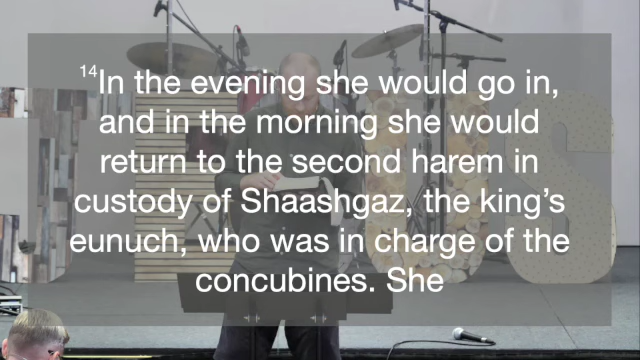 14In the evening she would go in,
and in the morning she would
return to the second harem in
custody of Shaashgaz, the king's
eunuch, who was in charge of the
concubines. She